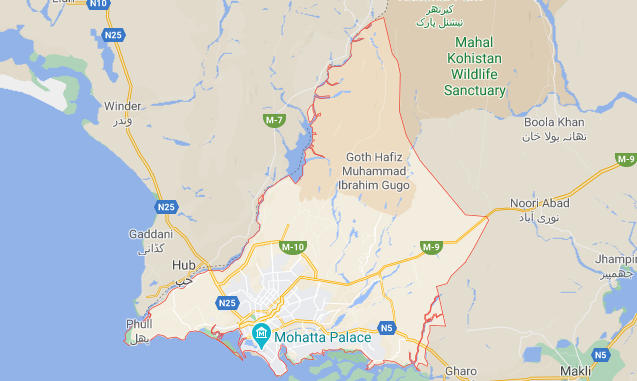 N10
کیرتھر
نیشنل پارک
N25
Mahal
Kohistan
Wildlife
Sanctuary
Winder
وندر
M-7
Boola Khan
تھانہ بولا خان
Goth Hafiz
Muhammad
Ibrahim Gugo
M-9
N25
Noori Abad
نوری آباد
Gaddani
گڈانی
M-10
M-9
Hub
حب
Jhampir
جھمپیر
N25
Phull
پھل
Mohatta Palace
N5
N5
Gharo
Makli